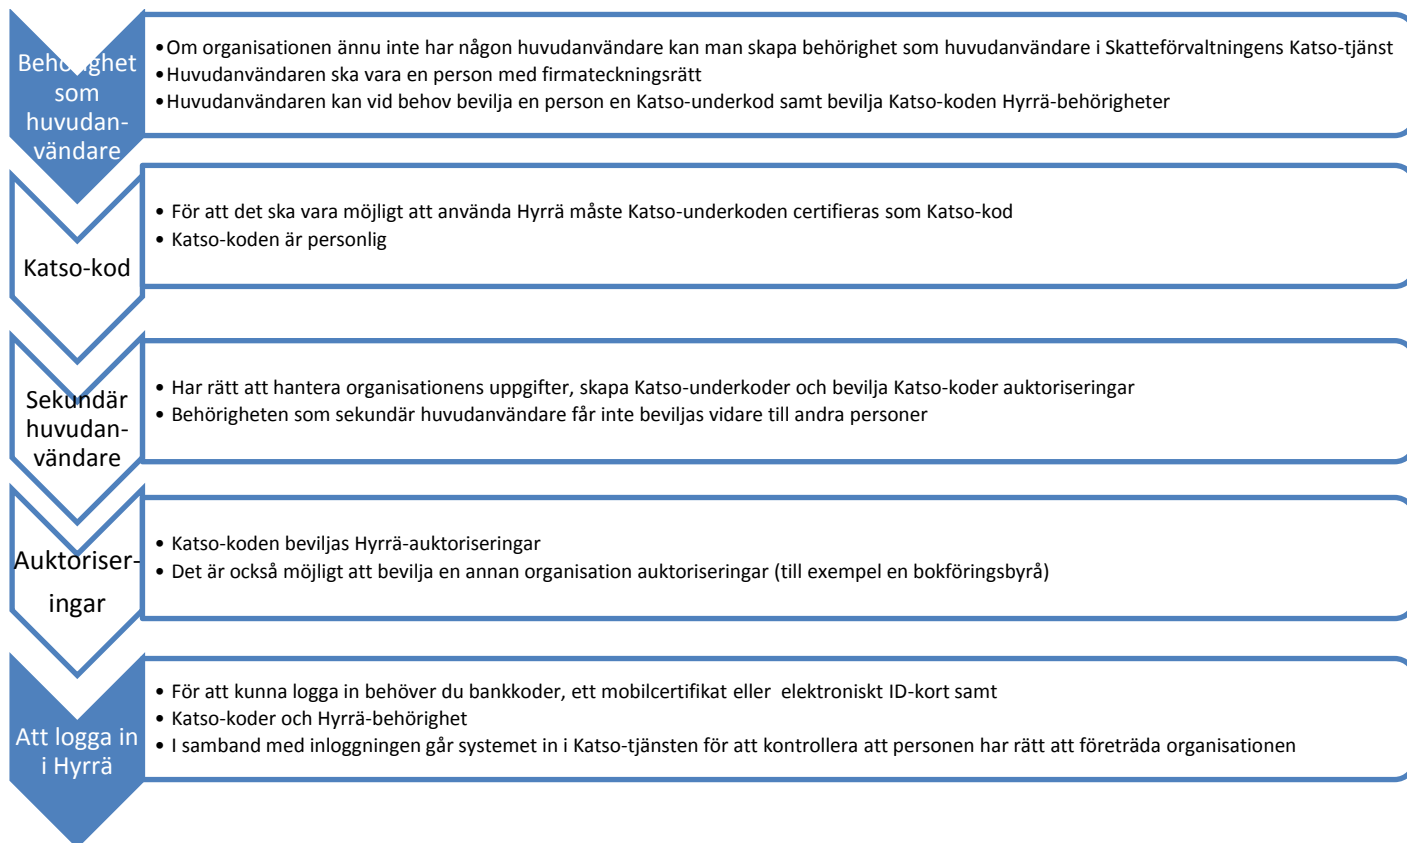 Behörighet
som
huvudan-
vändare
•Om organisationen ännu inte har någon huvudanvändare kan man skapa behörighet som huvudanvändare i Skatteförvaltningens Katso-tjänst
•Huvudanvändaren ska vara en person med firmateckningsrätt
•Huvudanvändaren kan vid behov bevilja en person en Katso-underkod samt bevilja Katso-koden Hyrrä-behörigheter
Katso-kod
• För att det ska vara möjligt att använda Hyrrä måste Katso-underkoden certifieras som Katso-kod
• Katso-koden är personlig
Sekundär
huvudan-
vändare
• Har rätt att hantera organisationens uppgifter, skapa Katso-underkoder och bevilja Katso-koder auktoriseringar
• Behörigheten som sekundär huvudanvändare får inte beviljas vidare till andra personer
Auktoriser-
ingar
• Katso-koden beviljas Hyrrä-auktoriseringar
• Det är också möjligt att bevilja en annan organisation auktoriseringar (till exempel en bokföringsbyrå)
Att logga in
i Hyrrä
• För att kunna logga in behöver du bankkoder, ett mobilcertifikat eller elektroniskt ID-kort samt
• Katso-koder och Hyrrä-behörighet
• I samband med inloggningen går systemet in i Katso-tjänsten för att kontrollera att personen har rätt att företräda organisationen